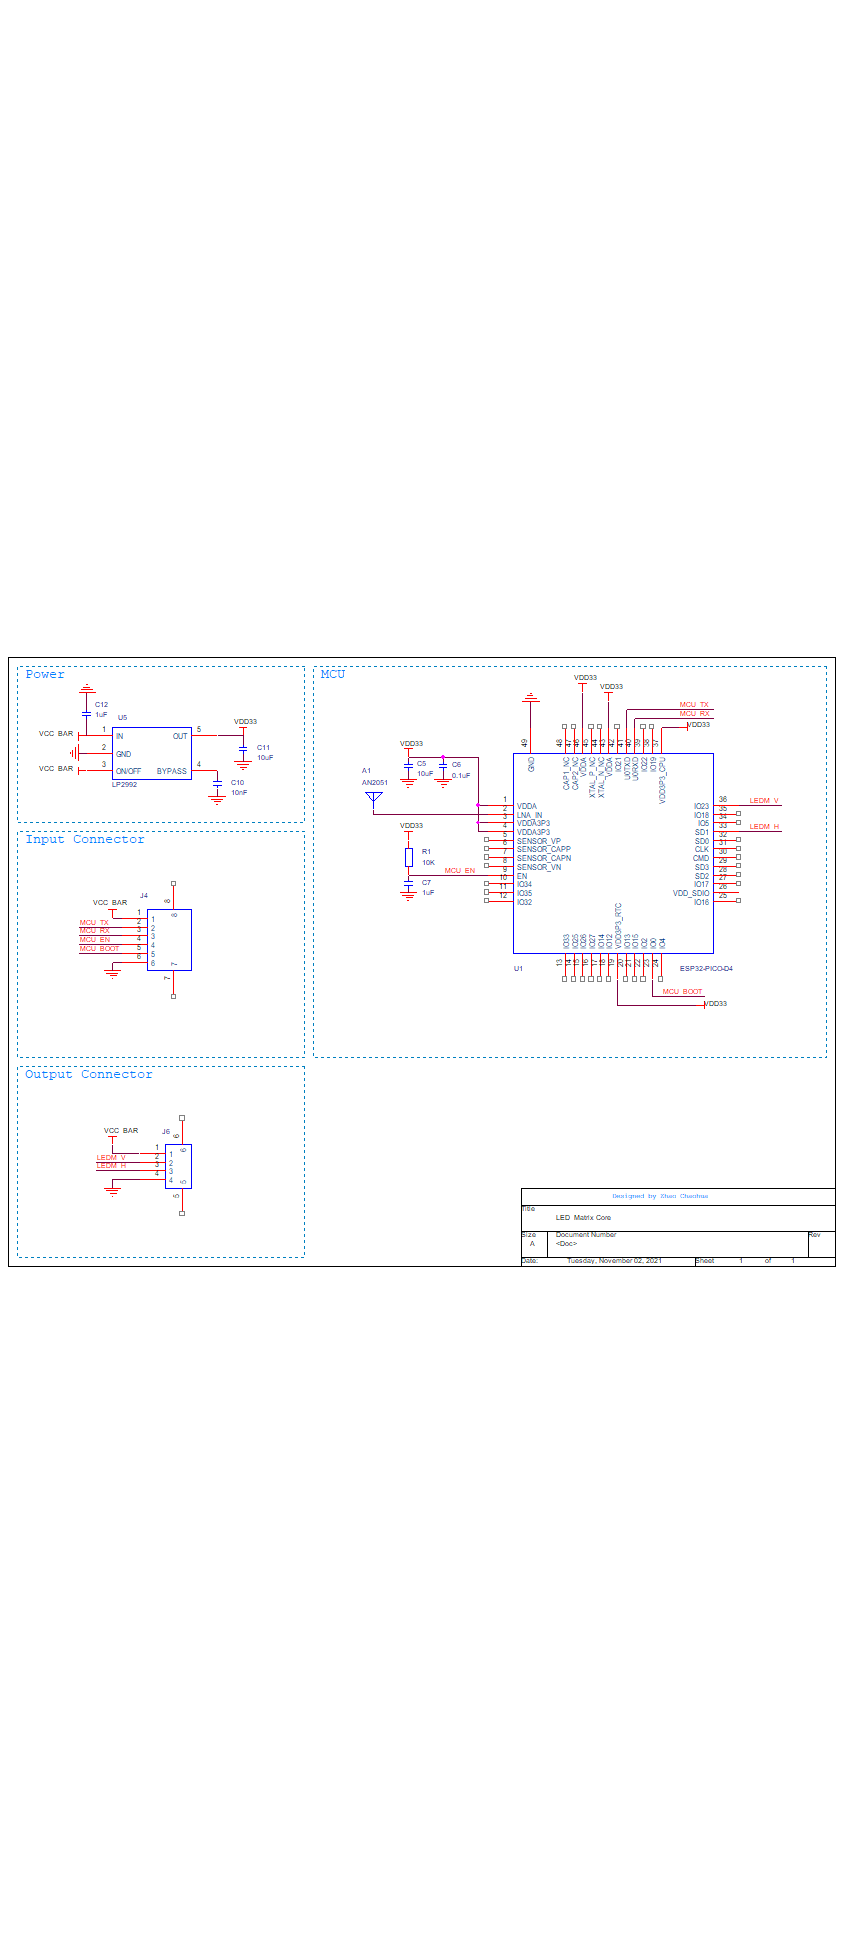 Power
C12
1uF
U5
VCC_BAR
1
IN
OUT
5
VDD33
2
GND
C11
10uF
VCC_BAR
3
ON/OFF
BYPASS
4
LP2992
C10
10nF
Input Connector
J4
8
8
VCC_BAR
1
1
MCU_TX
2
2
MCU_RX
3
3
MCU_EN
4
4
MCU_BOOT
5
5
6
6
7
7
Output Connector
VCC_BAR
J6
6
6
1
1
LEDM_V
2
2
LEDM_H
3
3
4
4
5
5
MCU
VDD33
VDD33
MCU_TX
MCU_RX
VDD33
49
48
47
46
45
44
43
42
41
40
39
38
37
GND
CAP1_NC
CAP2_NC
VDDA
XTAL_P_NC
XTAL_N_NC
VDDA
IO21
U0TXD
U0RXD
IO22
IO19
VDD3P3_CPU
VDD33
C5
10uF
C6
0.1uF
A1
AN2051
VDD33
R1
10K
MCU_EN
C7
1uF
1
VDDA
2
LNA_IN
3
VDDA3P3
4
VDDA3P3
5
SENSOR_VP
6
SENSOR_CAPP
7
SENSOR_CAPN
8
SENSOR_VN
9
EN
10
IO34
11
IO35
12
IO32
IO23
36
LEDM_V
IO18
35
IO5
34
SD1
33
LEDM_H
SD0
32
CLK
31
CMD
30
SD3
29
SD2
28
IO17
27
VDD_SDIO
26
IO16
25
IO33
IO25
IO26
IO27
IO14
IO12
VDD3P3_RTC
IO13
IO15
IO2
IO0
IO4
13
14
15
16
17
18
19
20
21
22
23
24
U1
ESP32-PICO-D4
MCU_BOOT
VDD33
Designed by Shao Chanhua
Title
LED Matrix Core
Size
Document Number
Rev
A
<Doc>
Date:
Tuesday, November 02, 2021
Sheet
1
of
1